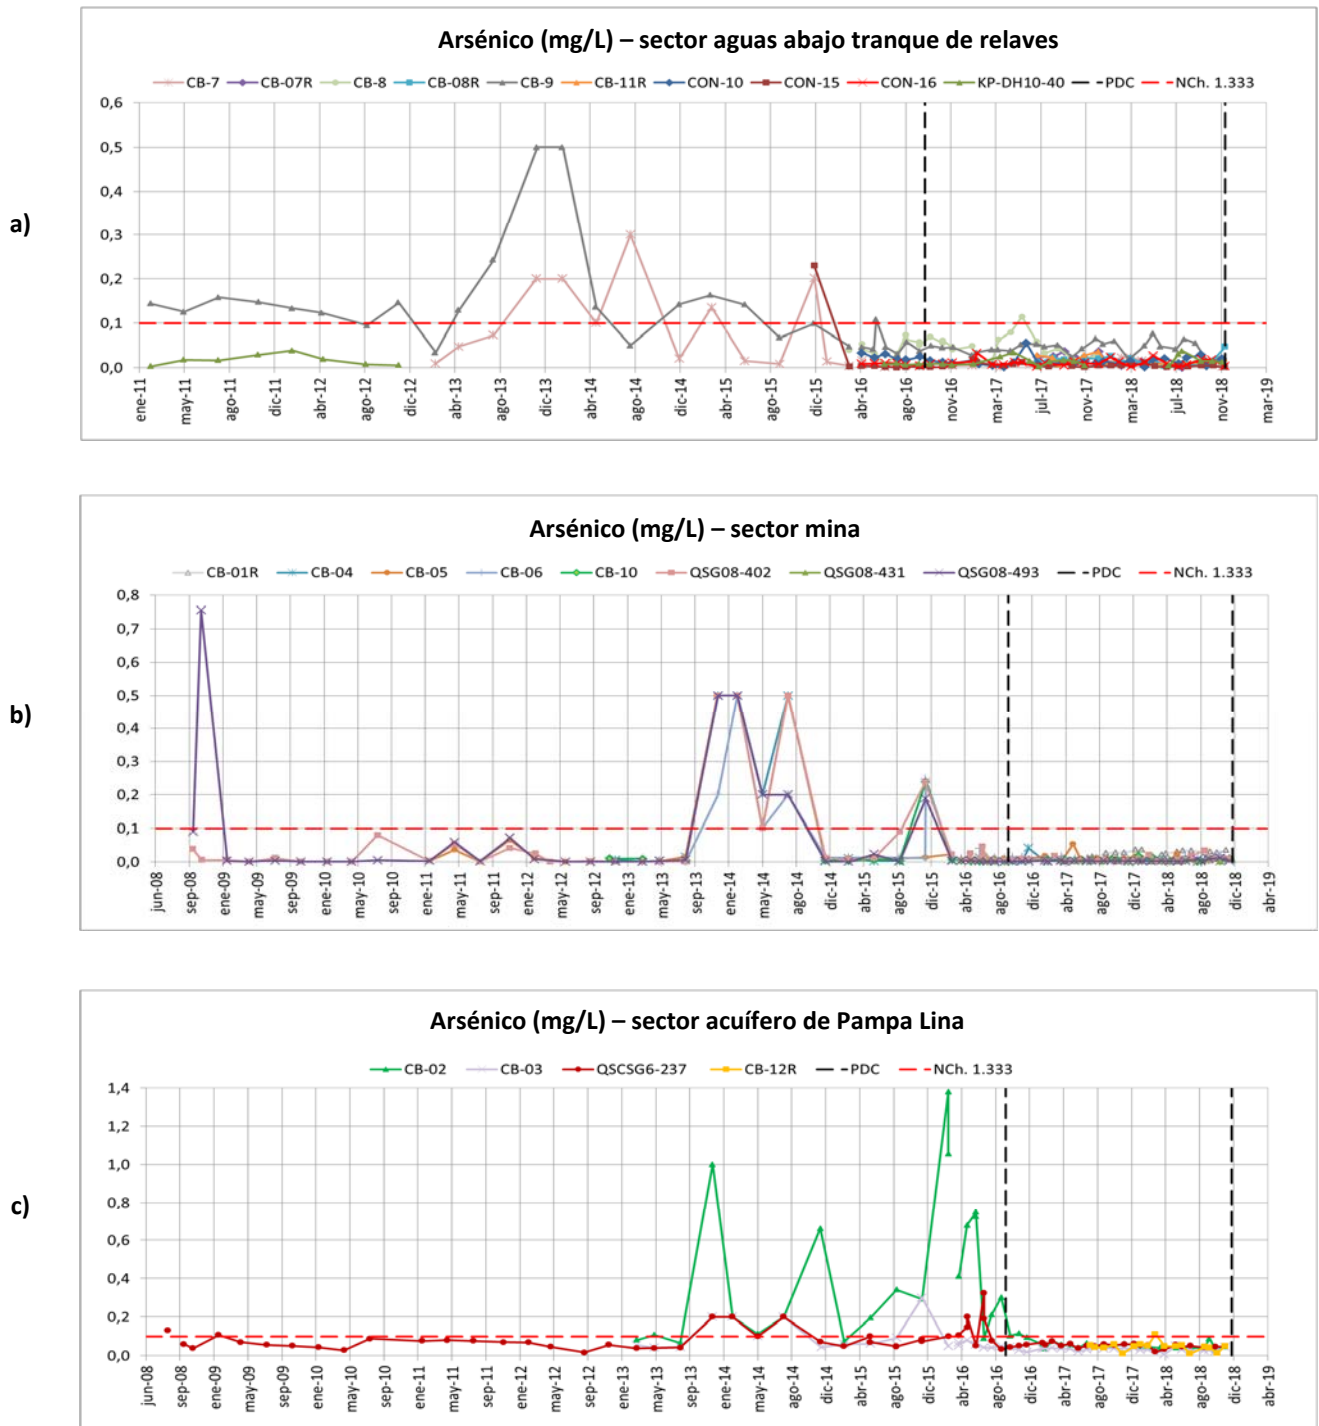 a)
Arsénico (mg/L) – sector aguas abajo tranque de relaves
CB-7 CB-07R CB-8 CB-08R CB-9 CB-11R CON-10 CON-15 CON-16 KP-DH10-40 PDC NCh. 1.333
0,6
0,5
0,4
0,3
0,2
0,1
0,0
ene-11 may-11 ago-11 dic-11 abr-12 ago-12 dic-12 abr-13 ago-13 dic-13 abr-14 ago-14 dic-14 abr-15 ago-15 dic-15 abr-16 ago-16 nov-16 mar-17 jul-17 nov-17 mar-18 jul-18 nov-18 mar-19
b)
Arsénico (mg/L) – sector mina
CB-01R CB-04 CB-05 CB-06 CB-10 QSG08-402 QSG08-431 QSG08-493 PDC NCh. 1.333
0,8
0,7
0,6
0,5
0,4
0,3
0,2
0,1
0,0
jun-08 sep-08 ene-09 may-09 sep-09 ene-10 may-10 sep-10 ene-11 may-11 sep-11 ene-12 may-12 sep-12 ene-13 may-13 sep-13 ene-14 may-14 ago-14 dic-14 abr-15 ago-15 dic-15 abr-16 ago-16 dic-16 abr-17 ago-17 dic-17 abr-18 ago-18 dic-18 abr-19
c)
Arsénico (mg/L) – sector acuífero de Pampa Lina
CB-02 CB-03 QSCSG6-237 CB-12R PDC NCh. 1.333
1,4
1,2
1,0
0,8
0,6
0,4
0,2
0,0
jun-08 sep-08 ene-09 may-09 sep-09 ene-10 may-10 sep-10 ene-11 may-11 sep-11 ene-12 may-12 sep-12 ene-13 may-13 sep-13 ene-14 may-14 ago-14 dic-14 abr-15 ago-15 dic-15 abr-16 ago-16 dic-16 abr-17 ago-17 dic-17 abr-18 ago-18 dic-18 abr-19